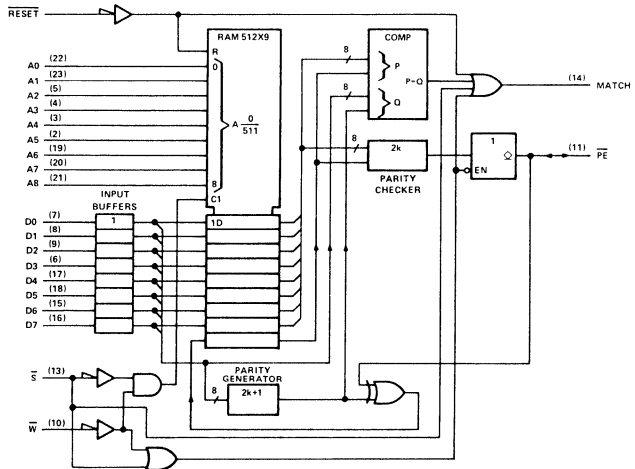 RESET
RAM 512X9
R
COMP
8
P
P-Q
8
Q
(14) MATCH
A0 (22) 0
A1 (23)
A2 (5)
A3 (4)
A4 (3)
A5 (2)
A6 (19)
A7 (20)
A8 (21) 8
A 0
511
C1
8
2k
PARITY
CHECKER
1
EN
(11) PE
INPUT
BUFFERS
D0 (7) 1 1D
D1 (8)
D2 (9)
D3 (6)
D4 (17)
D5 (18)
D6 (15)
D7 (16)
S (13)
PARITY
GENERATOR
8
2k+1
W (10)